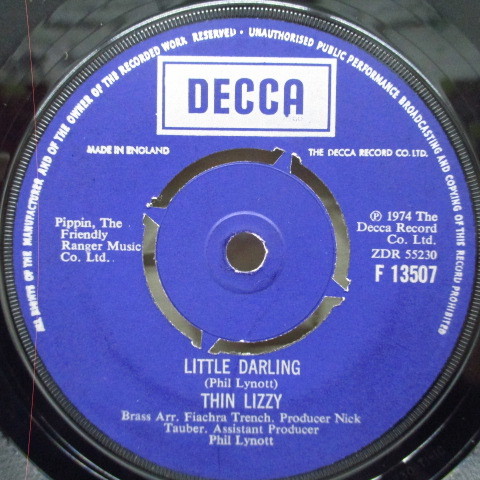 ALL RIGHTS OF THE MANUFACTURER AND OF THE OWNER OF THE RECORDED WORK RESERVED · UNAUTHORISED PUBLIC PERFORMANCE BROADCASTING AND COPYING OF THIS RECORD PROHIBITED
DECCA
MADE IN ENGLAND
THE DECCA RECORD CO. LTD.
Pippin, The
Friendly
Ranger Music
Co. Ltd.
℗ 1974 The
Decca Record
Co. Ltd.
ZDR 55230
F 13507
LITTLE DARLING
(Phil Lynott)
THIN LIZZY
Brass Arr. Fiachra Trench, Producer Nick
Tauber, Assistant Producer
Phil Lynott